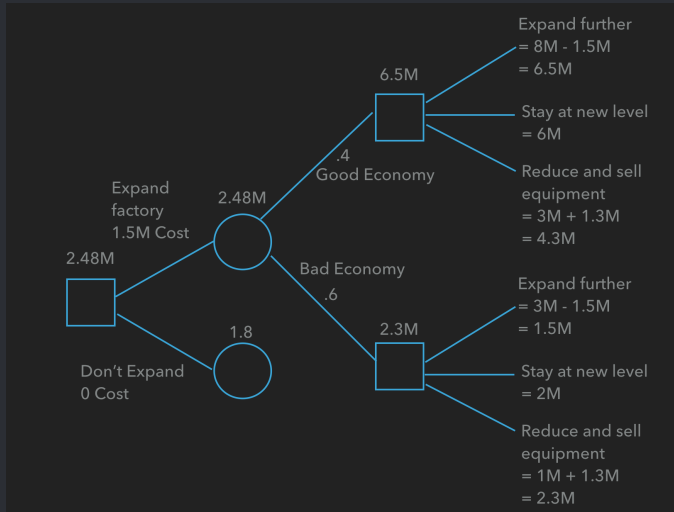 Expand further
= 8M - 1.5M
= 6.5M
6.5M
Stay at new level
= 6M
.4
Good Economy
Reduce and sell
equipment
= 3M + 1.3M
= 4.3M
Expand
factory
1.5M Cost
2.48M
2.48M
Bad Economy
.6
Expand further
= 3M - 1.5M
= 1.5M
2.3M
1.8
Don't Expand
0 Cost
Stay at new level
= 2M
Reduce and sell
equipment
= 1M + 1.3M
= 2.3M